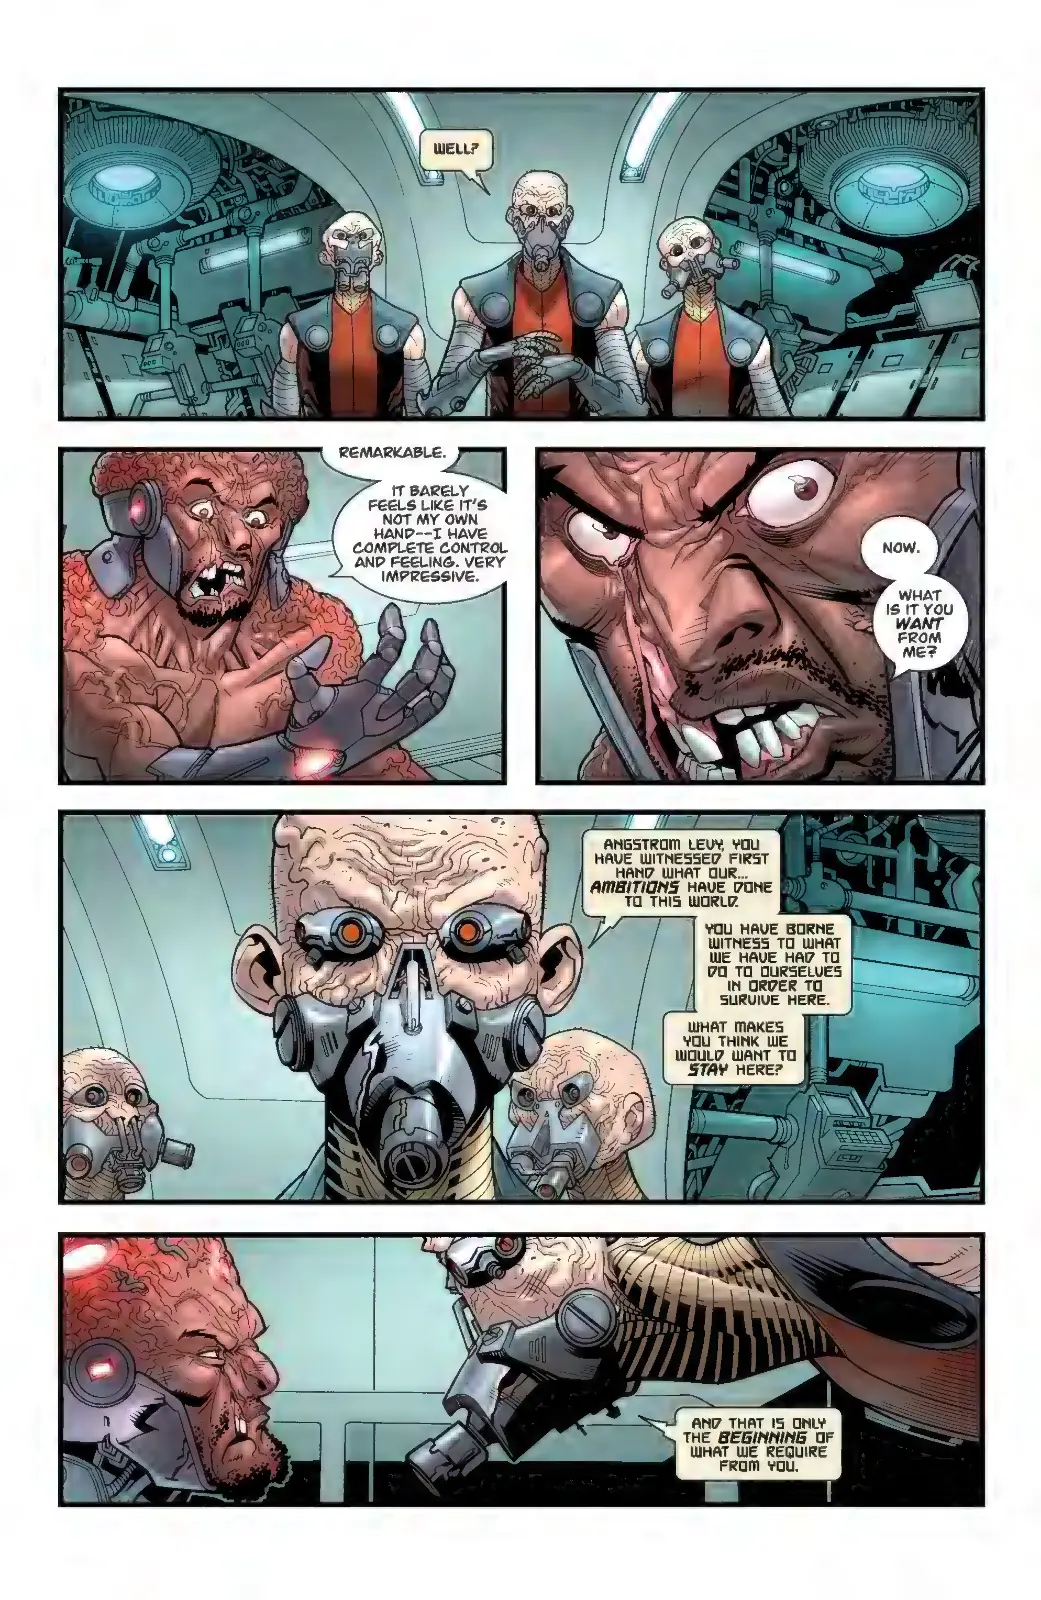 WELL?
REMARKABLE.
IT BARELY
FEELS LIKE IT'S
NOT MY OWN
HAND--I HAVE
COMPLETE CONTROL
AND FEELING. VERY
IMPRESSIVE.
NOW.
WHAT
IS IT YOU
WANT
FROM
ME?
ANGSTROM LEVY, YOU
HAVE WITNESSED FIRST
HAND WHAT OUR...
AMBITIONS HAVE DONE
TO THIS WORLD.
YOU HAVE BORNE
WITNESS TO WHAT
WE HAVE HAD TO
DO TO OURSELVES
IN ORDER TO
SURVIVE HERE.
WHAT MAKES
YOU THINK WE
WOULD WANT TO
STAY HERE?
AND THAT IS ONLY
THE BEGINNING OF
WHAT WE REQUIRE
FROM YOU.